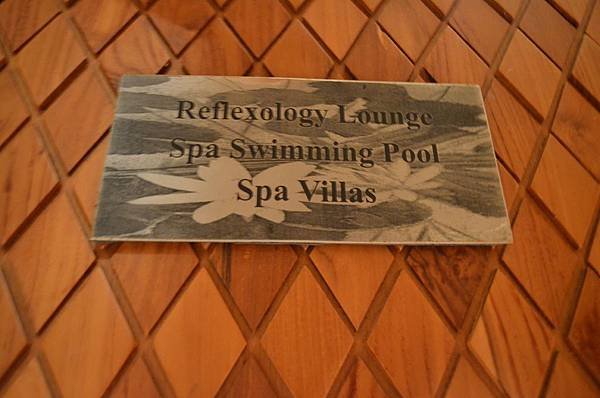 Reflexology Lounge
Spa Swimming Pool
Spa Villas